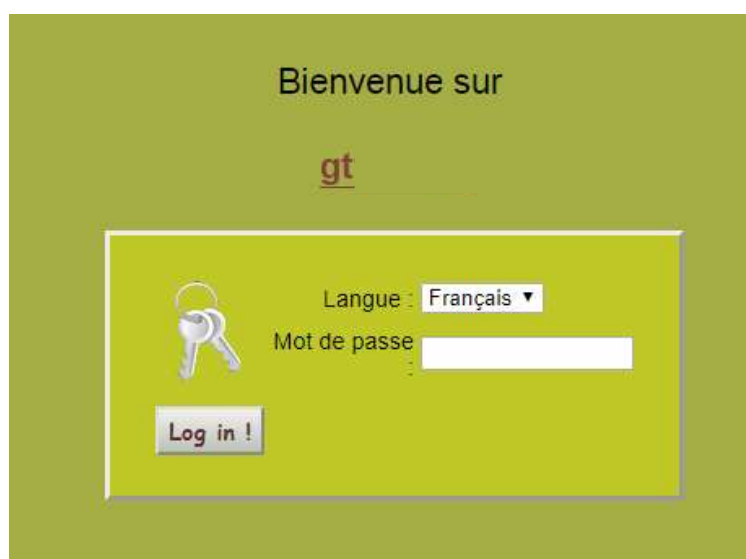 Bienvenue sur
gt
Langue : Français
Mot de passe
:
Log in !